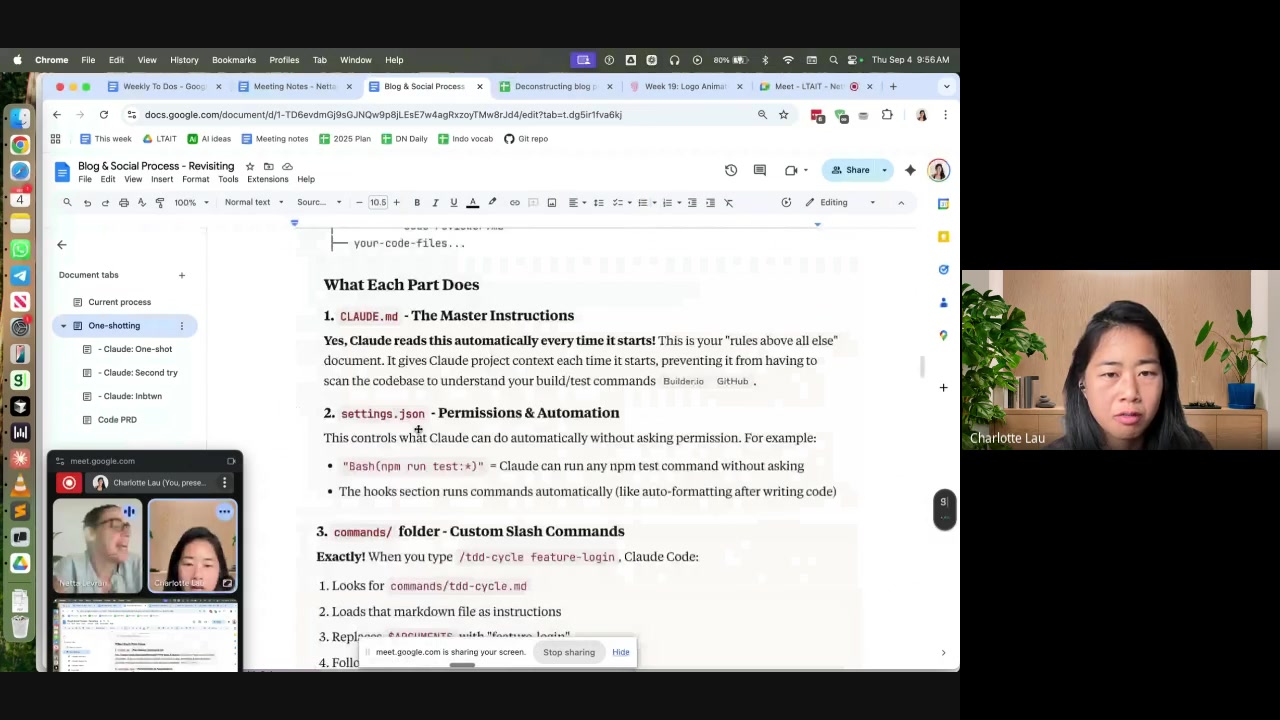 Chrome File Edit View History Bookmarks Profiles Tab Window Help 80% Thu Sep 4 9:56 AM
Weekly To Dos - Goog Meeting Notes - Netta Blog & Social Process Deconstructing blog p Week 19: Logo Animat Meet - LTAIT - Net
docs.google.com/document/d/1-TD6evdmGj9sGJNQw9p8jLEsE7w4agRxzoyTMw8rJd4/edit?tab=t.dg5ir1fva6kj
This week LTAIT AI ideas Meeting notes 2025 Plan DN Daily Indo vocab Git repo
Blog & Social Process - Revisiting
File Edit View Insert Format Tools Extensions Help
Share
100% Normal text Sourc... 10.5 Editing
Document tabs
Current process
One-shotting
- Claude: One-shot
- Claude: Second try
- Claude: Inbtwn
Code PRD
your-code-files...
What Each Part Does
1. CLAUDE.md - The Master Instructions
Yes, Claude reads this automatically every time it starts! This is your "rules above all else"
document. It gives Claude project context each time it starts, preventing it from having to
scan the codebase to understand your build/test commands Builder.io GitHub .
2. settings.json - Permissions & Automation
This controls what Claude can do automatically without asking permission. For example:
"Bash(npm run test:*)" = Claude can run any npm test command without asking
The hooks section runs commands automatically (like auto-formatting after writing code)
3. commands/ folder - Custom Slash Commands
Exactly! When you type /tdd-cycle feature-login , Claude Code:
1. Looks for commands/tdd-cycle.md
2. Loads that markdown file as instru
3. Replaces $ARGUMENTS with "feature-login"
4. Foll
meet.google.com
Charlotte Lau (You, prese...
Netta Levran
Charlotte Lau
meet.google.com is sharing your screen. Stop sharing Hide
Charlotte Lau